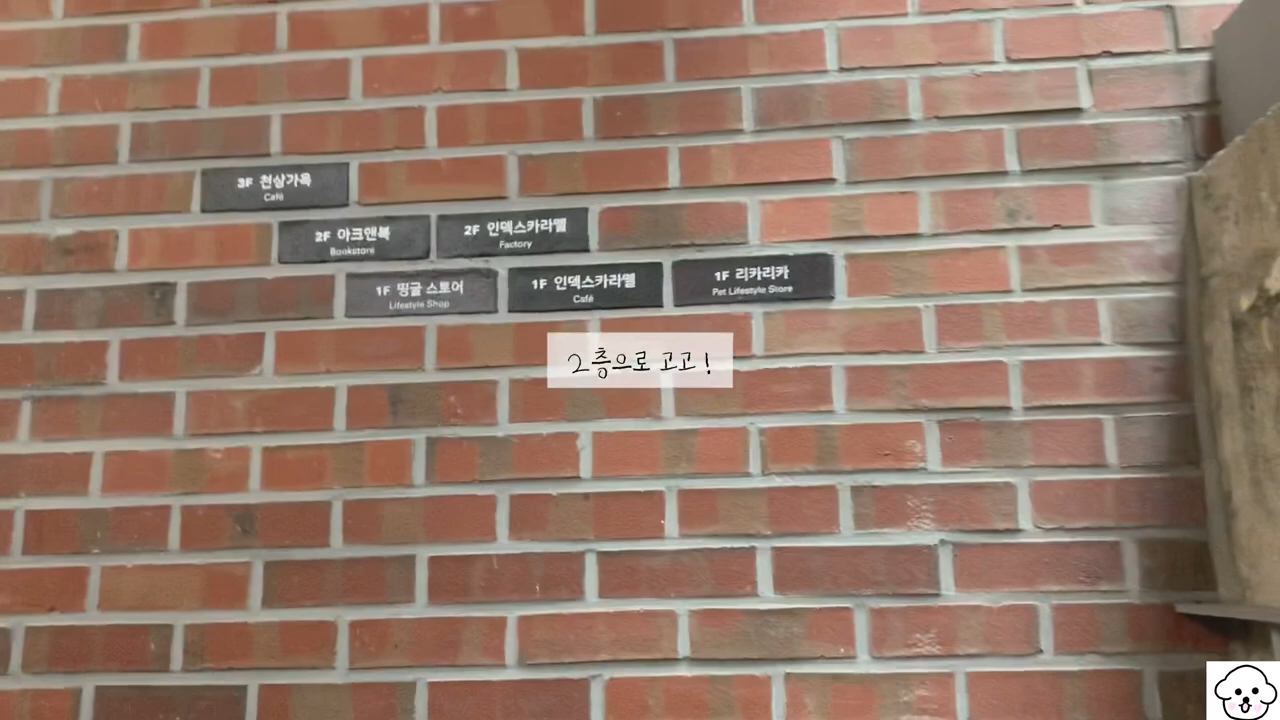 3F 천상가옥
Café
2F 아크앤북
Bookstore
2F 인덱스카라멜
Factory
1F 띵굴 스토어
Lifestyle Shop
1F 인덱스카라멜
Café
1F 리카리카
Pet Lifestyle Store
2층으로 고고!